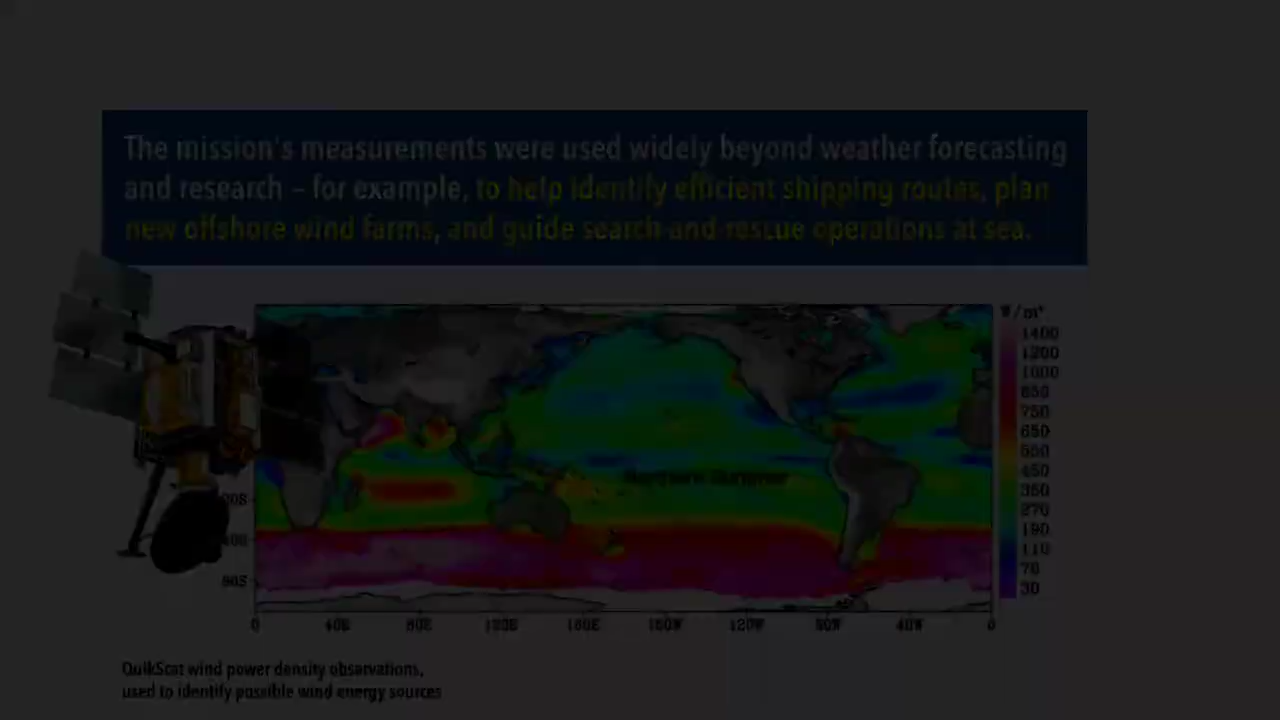 The mission's measurements were used widely beyond weather forecasting
and research – for example, to help identify efficient shipping routes, plan
new offshore wind farms, and guide search and rescue operations at sea.
W/m²
1400
1200
1000
850
750
650
550
450
350
270
190
110
70
30
Northern Summer
20S
40S
60S
0 40E 80E 120E 160E 160W 120W 80W 40W 0
QuikScat wind power density observations,
used to identify possible wind energy sources